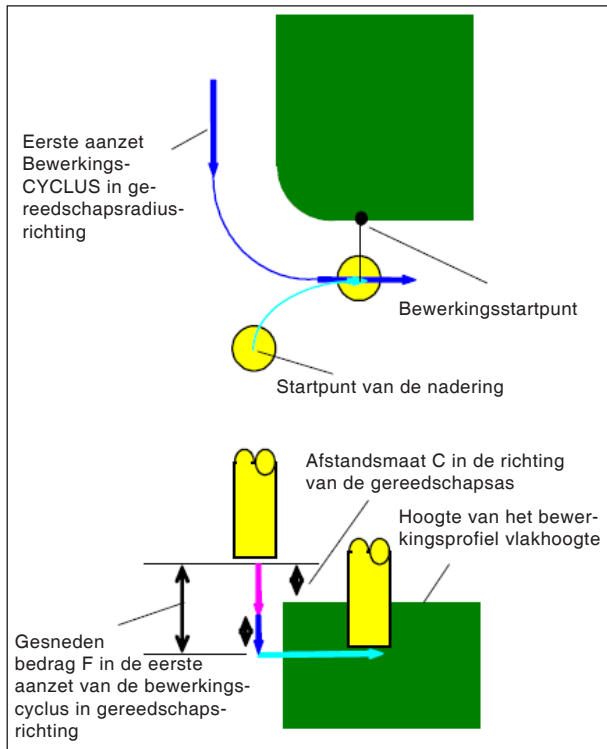 Eerste aanzet
Bewerkings-
CYCLUS in ge-
reedschapsradius-
richting
Bewerkingsstartpunt
Startpunt van de nadering
Afstandsmaat C in de richting
van de gereedschapsas
Hoogte van het bewer-
kingsprofiel vlakhoogte
Gesneden
bedrag F in de eerste
aanzet van de bewerkings-
cyclus in gereedschaps-
richting